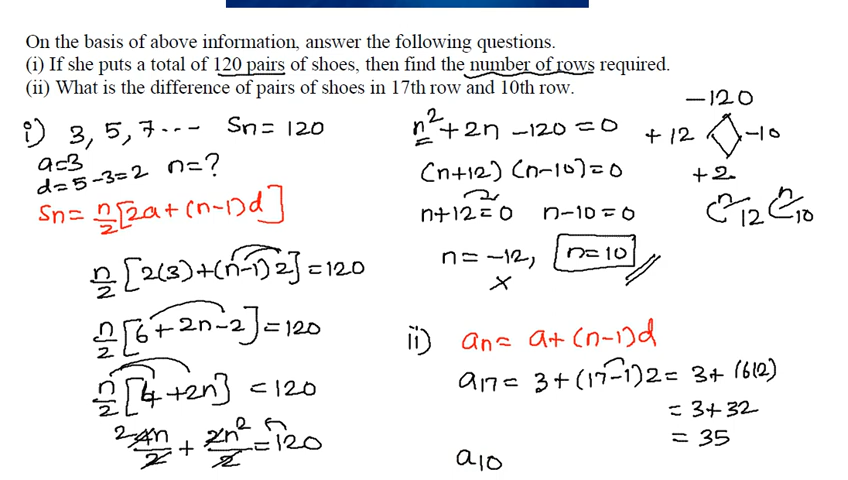 On the basis of above information, answer the following questions.
(i) If she puts a total of 120 pairs of shoes, then find the number of rows required.
(ii) What is the difference of pairs of shoes in 17th row and 10th row.
i) 3, 5, 7 --- Sn = 120
a=3
d=5-3=2 n=?
Sn = n/2 [2a+(n-1)d]
n/2 [2(3)+(n-1)2] = 120
n/2 [6+2n-2] = 120
n/2 [4+2n] = 120
2 4n/2 + 2n²/2 = 120
n²+2n-120=0
(n+12)(n-10)=0
n+12=0 n-10=0
n=-12, n=10
x
-120
+12 -10
+2
n/12 n/10
ii) an = a+(n-1)d
a17 = 3+(17-1)2 = 3+(16)2)
= 3+32
= 35
a10